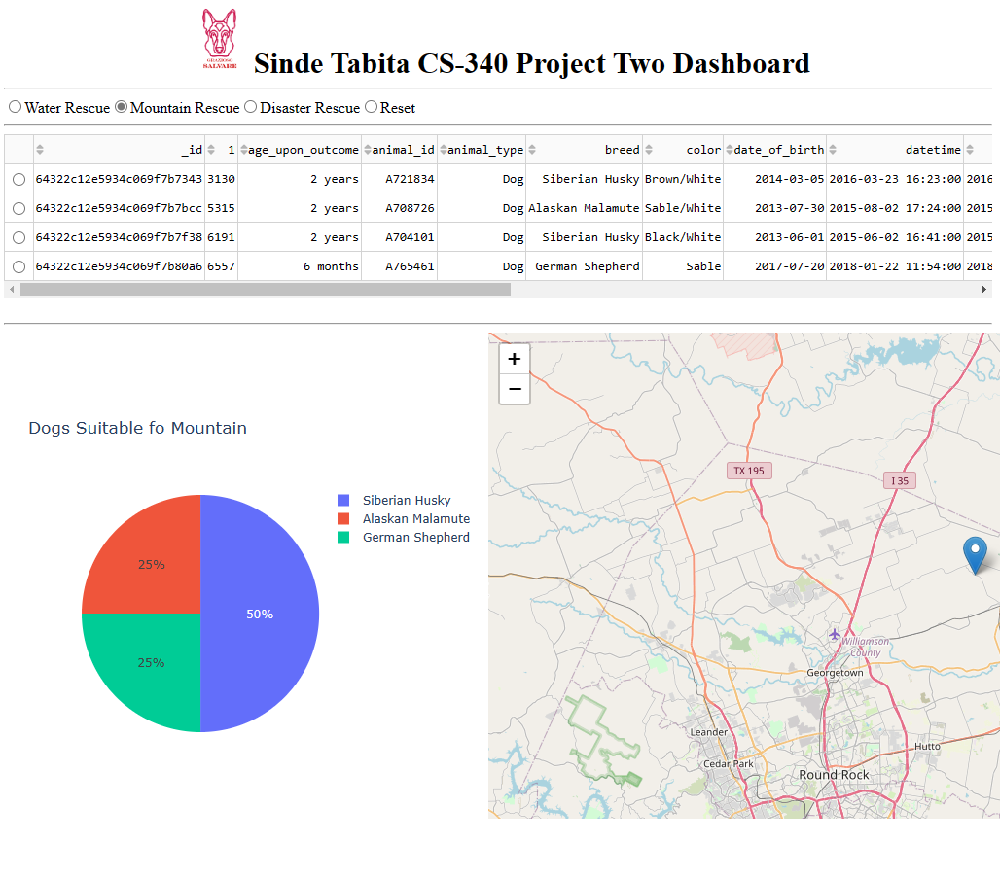 GRAZIOSO
SALVARE
Sinde Tabita CS-340 Project Two Dashboard
Water Rescue Mountain Rescue Disaster Rescue Reset
_id 1 age_upon_outcome animal_id animal_type breed color date_of_birth datetime
64322c12e5934c069f7b7343 3130 2 years A721834 Dog Siberian Husky Brown/White 2014-03-05 2016-03-23 16:23:00 2016
64322c12e5934c069f7b7bcc 5315 2 years A708726 Dog Alaskan Malamute Sable/White 2013-07-30 2015-08-02 17:24:00 2015
64322c12e5934c069f7b7f38 6191 2 years A704101 Dog Siberian Husky Black/White 2013-06-01 2015-06-02 16:41:00 2015
64322c12e5934c069f7b80a6 6557 6 months A765461 Dog German Shepherd Sable 2017-07-20 2018-01-22 11:54:00 2018
Dogs Suitable fo Mountain
Siberian Husky
Alaskan Malamute
German Shepherd
25%
50%
25%
+
−
TX 195
I 35
Williamson
County
Georgetown
Leander
Hutto
Cedar Park
Round Rock